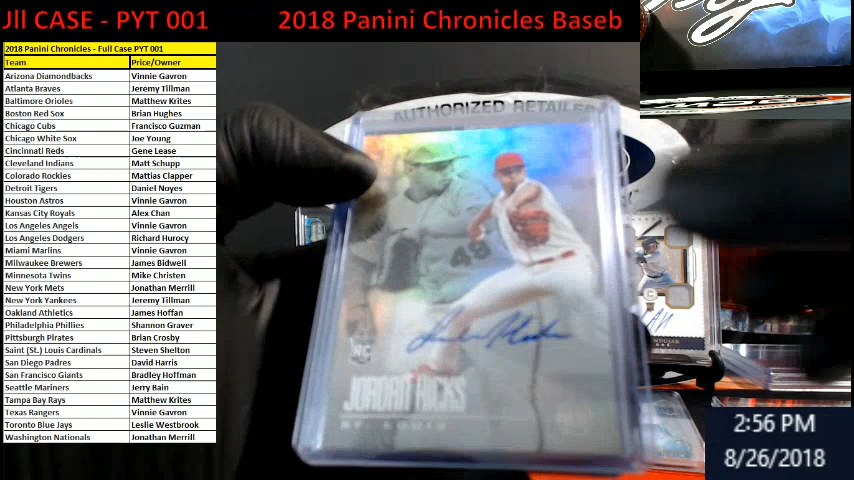 Jll CASE - PYT 001
2018 Panini Chronicles Baseb
2018 Panini Chronicles - Full Case PYT 001
Team Price/Owner
Arizona Diamondbacks Vinnie Gavron
Atlanta Braves Jeremy Tillman
Baltimore Orioles Matthew Krites
Boston Red Sox Brian Hughes
Chicago Cubs Francisco Guzman
Chicago White Sox Joe Young
Cincinnati Reds Gene Lease
Cleveland Indians Matt Schupp
Colorado Rockies Mattias Clapper
Detroit Tigers Daniel Noyes
Houston Astros Vinnie Gavron
Kansas City Royals Alex Chan
Los Angeles Angels Vinnie Gavron
Los Angeles Dodgers Richard Hurocy
Miami Marlins Vinnie Gavron
Milwaukee Brewers James Bidwell
Minnesota Twins Mike Christen
New York Mets Jonathan Merrill
New York Yankees Jeremy Tillman
Oakland Athletics James Hoffan
Philadelphia Phillies Shannon Graver
Pittsburgh Pirates Brian Crosby
Saint (St.) Louis Cardinals Steven Shelton
San Diego Padres David Harris
San Francisco Giants Bradley Hoffman
Seattle Mariners Jerry Bain
Tampa Bay Rays Matthew Krites
Texas Rangers Vinnie Gavron
Toronto Blue Jays Leslie Westbrook
Washington Nationals Jonathan Merrill
AUTHORIZED RETAILER
49
RC
JORDAN HICKS
ST. LOUIS
2:56 PM
8/26/2018